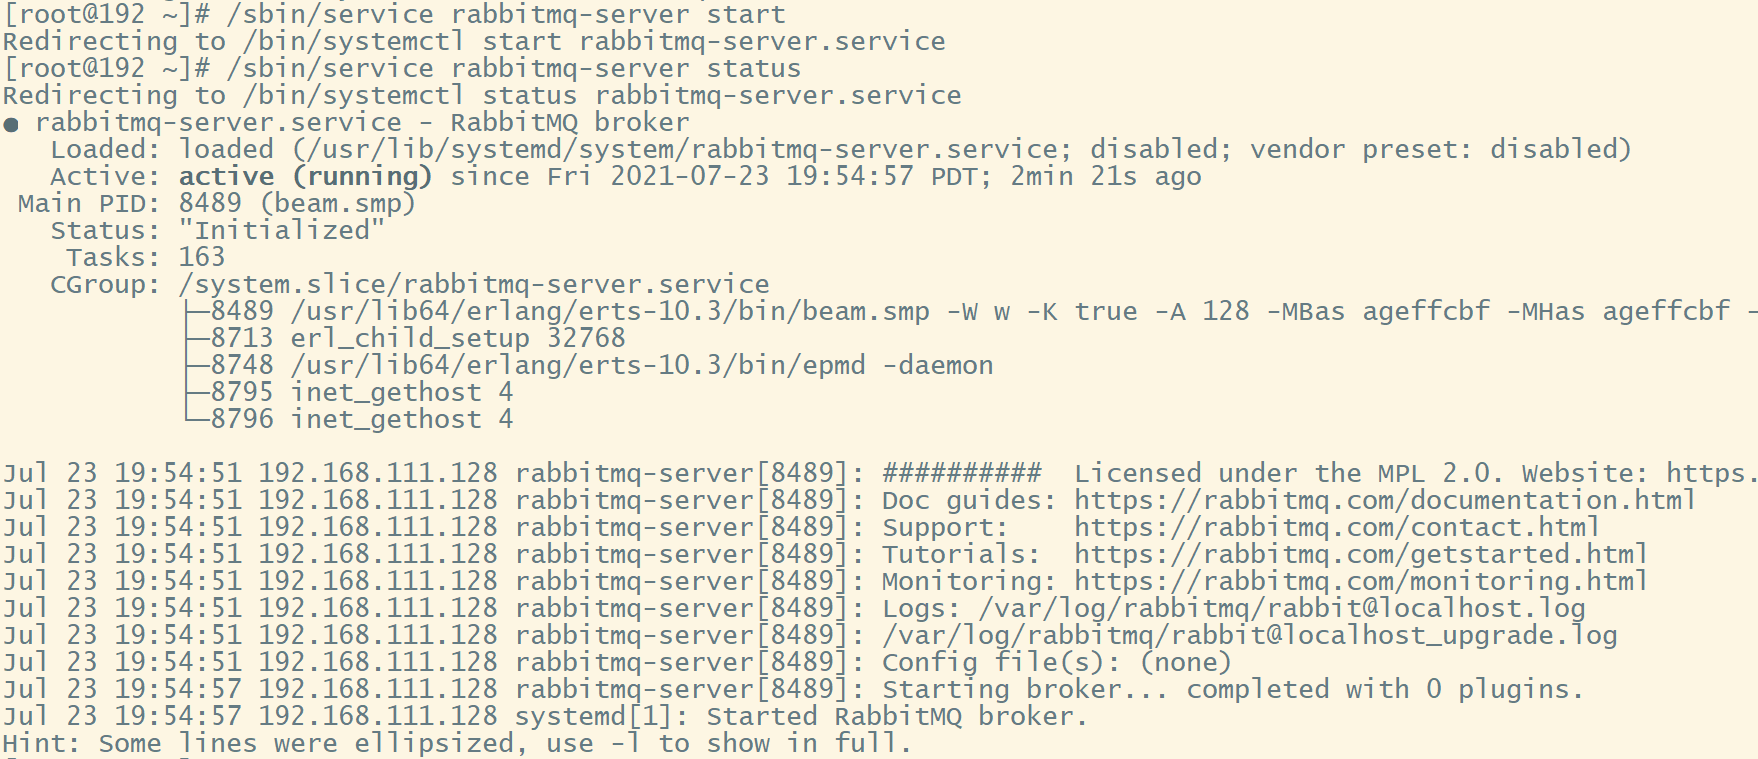 [root@192 ~]# /sbin/service rabbitmq-server start
Redirecting to /bin/systemctl start rabbitmq-server.service
[root@192 ~]# /sbin/service rabbitmq-server status
Redirecting to /bin/systemctl status rabbitmq-server.service
● rabbitmq-server.service - RabbitMQ broker
   Loaded: loaded (/usr/lib/systemd/system/rabbitmq-server.service; disabled; vendor preset: disabled)
   Active: active (running) since Fri 2021-07-23 19:54:57 PDT; 2min 21s ago
 Main PID: 8489 (beam.smp)
   Status: "Initialized"
    Tasks: 163
   CGroup: /system.slice/rabbitmq-server.service
           ├─8489 /usr/lib64/erlang/erts-10.3/bin/beam.smp -W w -K true -A 128 -MBas ageffcbf -MHas ageffcbf -
           ├─8713 erl_child_setup 32768
           ├─8748 /usr/lib64/erlang/erts-10.3/bin/epmd -daemon
           ├─8795 inet_gethost 4
           └─8796 inet_gethost 4
Jul 23 19:54:51 192.168.111.128 rabbitmq-server[8489]: ##########  Licensed under the MPL 2.0. Website: https.
Jul 23 19:54:51 192.168.111.128 rabbitmq-server[8489]: Doc guides: https://rabbitmq.com/documentation.html
Jul 23 19:54:51 192.168.111.128 rabbitmq-server[8489]: Support:    https://rabbitmq.com/contact.html
Jul 23 19:54:51 192.168.111.128 rabbitmq-server[8489]: Tutorials:  https://rabbitmq.com/getstarted.html
Jul 23 19:54:51 192.168.111.128 rabbitmq-server[8489]: Monitoring: https://rabbitmq.com/monitoring.html
Jul 23 19:54:51 192.168.111.128 rabbitmq-server[8489]: Logs: /var/log/rabbitmq/rabbit@localhost.log
Jul 23 19:54:51 192.168.111.128 rabbitmq-server[8489]: /var/log/rabbitmq/rabbit@localhost_upgrade.log
Jul 23 19:54:51 192.168.111.128 rabbitmq-server[8489]: Config file(s): (none)
Jul 23 19:54:57 192.168.111.128 rabbitmq-server[8489]: Starting broker... completed with 0 plugins.
Jul 23 19:54:57 192.168.111.128 systemd[1]: Started RabbitMQ broker.
Hint: Some lines were ellipsized, use -l to show in full.